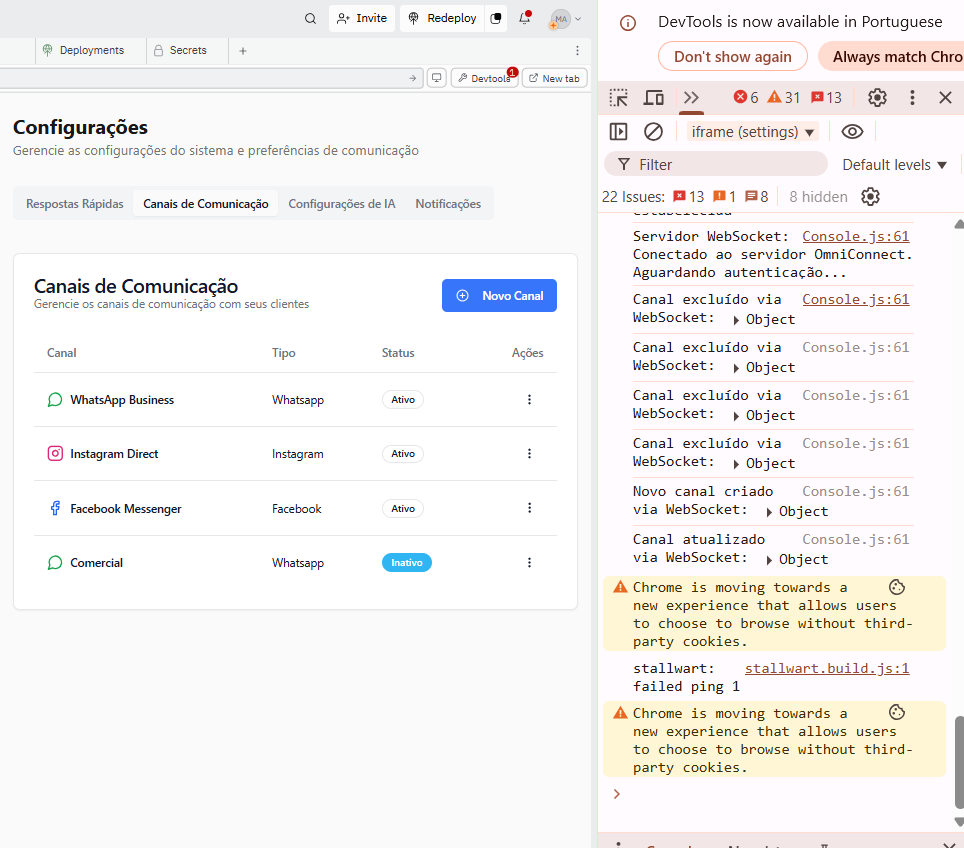 Invite
Redeploy
MA
Deployments
Secrets
+
Devtools
1
New tab
Configurações
Gerencie as configurações do sistema e preferências de comunicação
Respostas Rápidas
Canais de Comunicação
Configurações de IA
Notificações
Canais de Comunicação
Gerencie os canais de comunicação com seus clientes
Novo Canal
Canal Tipo Status Ações
WhatsApp Business Whatsapp Ativo
Instagram Direct Instagram Ativo
Facebook Messenger Facebook Ativo
Comercial Whatsapp Inativo
DevTools is now available in Portuguese
Don't show again
Always match Chro
6 31 13
iframe (settings)
Filter
Default levels
22 Issues: 13 1 8 8 hidden
Servidor WebSocket: Console.js:61
Conectado ao servidor OmniConnect.
Aguardando autenticação...
Canal excluído via Console.js:61
WebSocket: Object
Canal excluído via Console.js:61
WebSocket: Object
Canal excluído via Console.js:61
WebSocket: Object
Canal excluído via Console.js:61
WebSocket: Object
Novo canal criado Console.js:61
via WebSocket: Object
Canal atualizado Console.js:61
via WebSocket: Object
Chrome is moving towards a
new experience that allows users
to choose to browse without third-
party cookies.
stallwart: stallwart.build.js:1
failed ping 1
Chrome is moving towards a
new experience that allows users
to choose to browse without third-
party cookies.